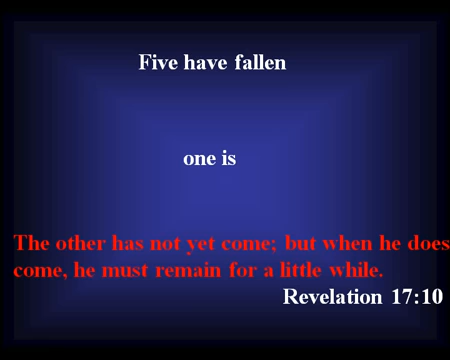 Five have fallen
one is
The other has not yet come; but when he does
come, he must remain for a little while.
Revelation 17:10